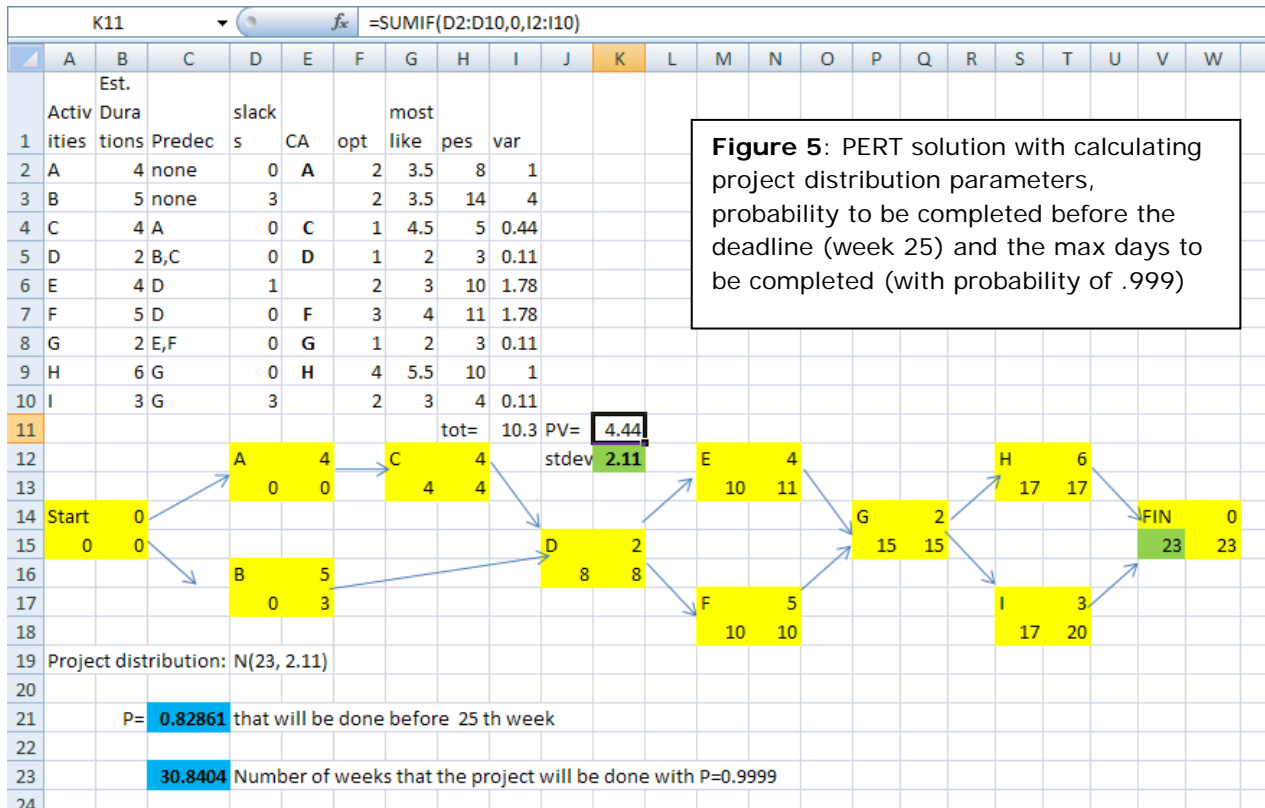 K11 fx =SUMIF(D2:D10,0,I2:I10)
A B C D E F G H I J K L M N O P Q R S T U V W
1 Activities Est. Durations Predec slacks CA opt most like pes var
2 A 4 none 0 A 2 3.5 8 1
3 B 5 none 3 2 3.5 14 4
4 C 4 A 0 C 1 4.5 5 0.44
5 D 2 B,C 0 D 1 2 3 0.11
6 E 4 D 1 2 3 10 1.78
7 F 5 D 0 F 3 4 11 1.78
8 G 2 E,F 0 G 1 2 3 0.11
9 H 6 G 0 H 4 5.5 10 1
10 I 3 G 3 2 3 4 0.11
Figure 5: PERT solution with calculating
project distribution parameters,
probability to be completed before the
deadline (week 25) and the max days to
be completed (with probability of .999)
11 tot= 10.3 PV= 4.44
12 A 4 C 4 stdev 2.11 E 4 H 6
13 0 0 4 4 10 11 17 17
14 Start 0 G 2 FIN 0
15 0 0 D 2 15 15 23 23
16 B 5 8 8
17 0 3 F 5 I 3
18 10 10 17 20
19 Project distribution: N(23, 2.11)
20
21 P= 0.82861 that will be done before 25 th week
22
23 30.8404 Number of weeks that the project will be done with P=0.9999
24